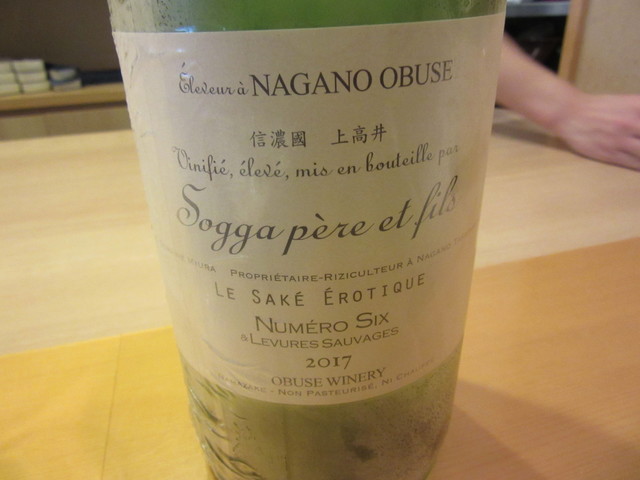 Éleveur à NAGANO OBUSE
信濃國 上高井
Vinifié, élevé, mis en bouteille par
Sogga père et fils
PROPRIÉTAIRE-RIZICULTEUR À NAGANO
LE SAKÉ ÉROTIQUE
NUMÉRO SIX
& LEVURES SAUVAGES
2017
OBUSE WINERY
- NON PASTEURISÉ, NI